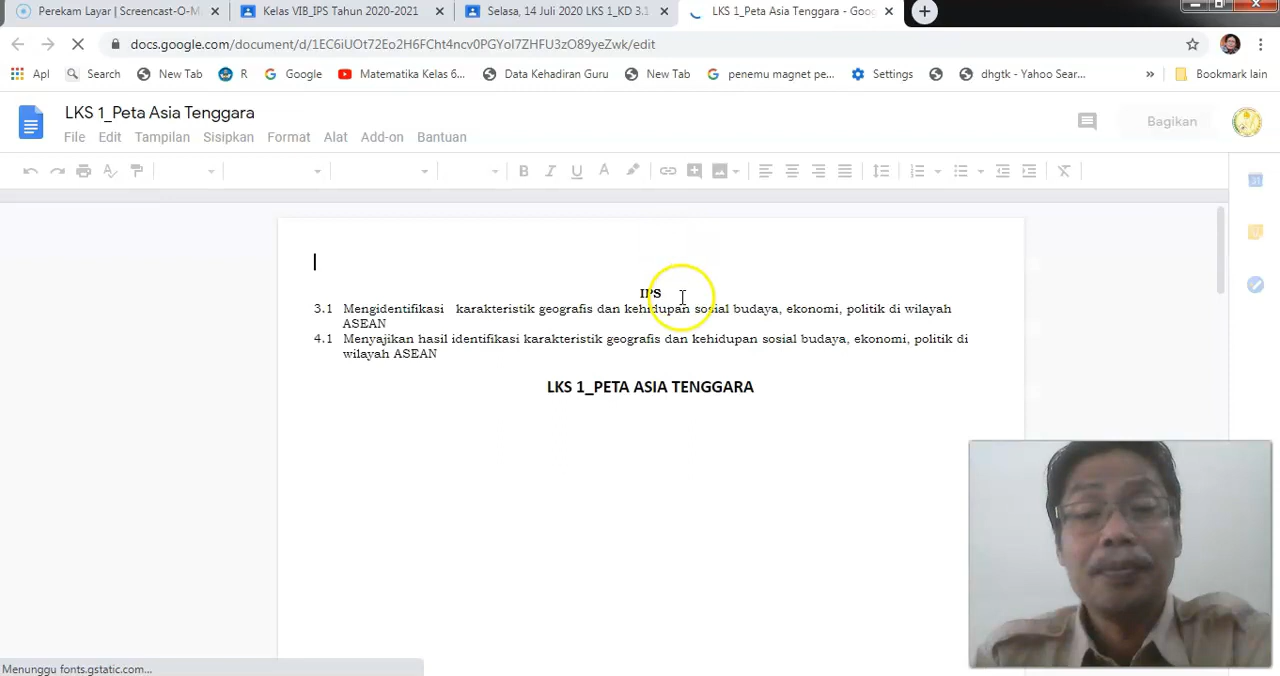 Perekam Layar | Screencast-O-M
Kelas VIB_IPS Tahun 2020-2021
Selasa, 14 Juli 2020 LKS 1_KD 3.1
LKS 1_Peta Asia Tenggara - Goog
docs.google.com/document/d/1EC6iUOt72Eo2H6FCht4ncv0PGYoI7ZHFU3zO89yeZwk/edit
Apl Search New Tab R Google Matematika Kelas 6... Data Kehadiran Guru New Tab penemu magnet pe... Settings dhgtk - Yahoo Sear... » Bookmark lain
LKS 1_Peta Asia Tenggara
File Edit Tampilan Sisipkan Format Alat Add-on Bantuan
Bagikan
IPS
3.1 Mengidentifikasi karakteristik geografis dan kehidupan sosial budaya, ekonomi, politik di wilayah
ASEAN
4.1 Menyajikan hasil identifikasi karakteristik geografis dan kehidupan sosial budaya, ekonomi, politik di
wilayah ASEAN
LKS 1_PETA ASIA TENGGARA
Menunggu fonts.gstatic.com...